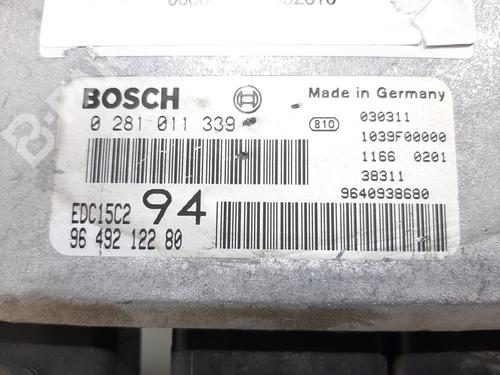 BOSCH
Made in Germany
0 281 011 339
810
030311
1039F00000
1166 0201
38311
9640938680
EDC15C2 94
96 492 122 80